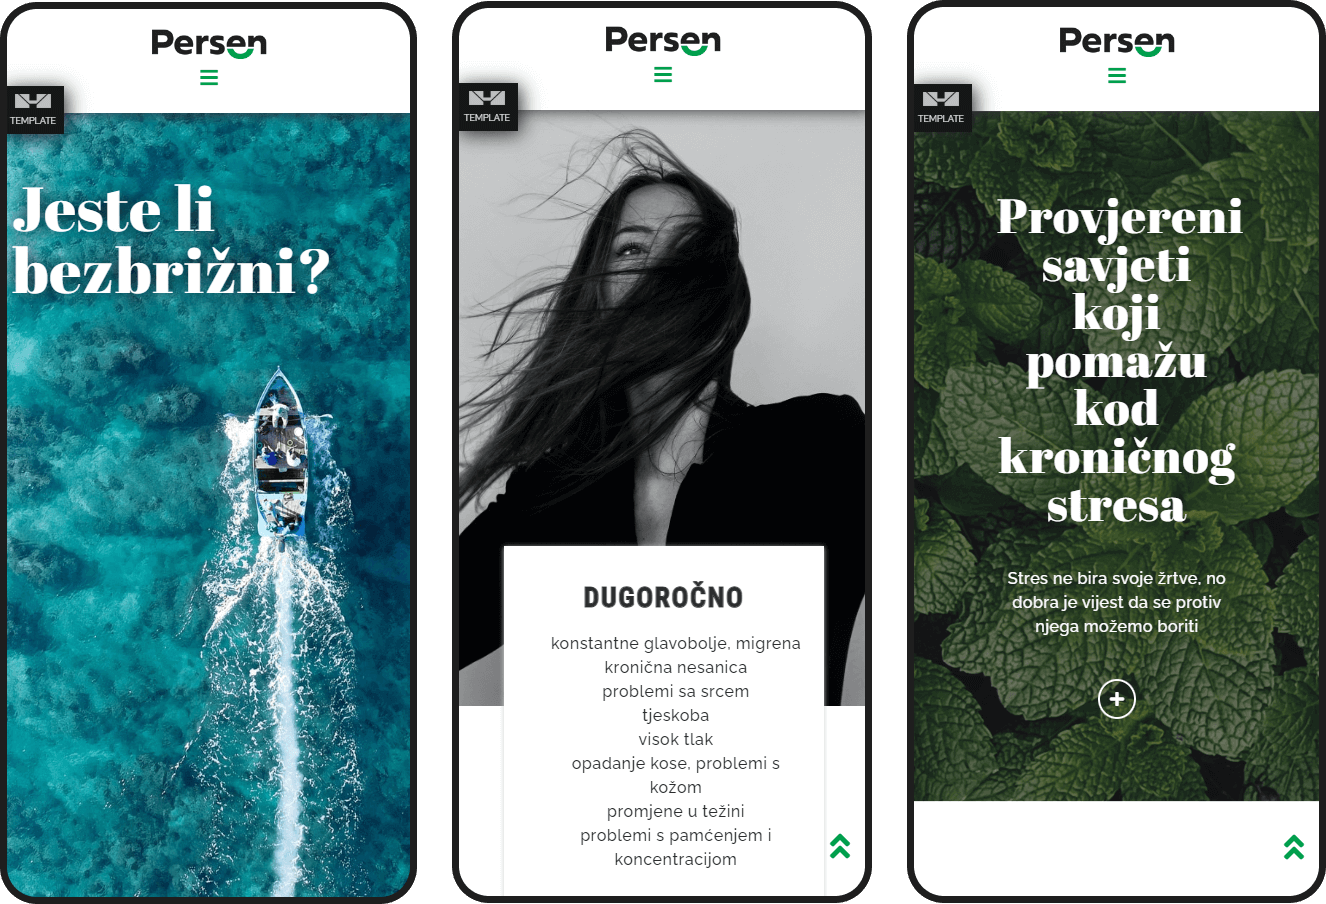 Persen
TEMPLATE
Jeste li
bezbrižni?
Persen
TEMPLATE
DUGOROČNO
konstantne glavobolje, migrena
kronična nesanica
problemi sa srcem
tjeskoba
visok tlak
opadanje kose, problemi s
kožom
promjene u težini
problemi s pamćenjem i
koncentracijom
Persen
TEMPLATE
Provjereni
savjeti
koji
pomažu
kod
kroničnog
stresa
Stres ne bira svoje žrtve, no
dobra je vijest da se protiv
njega možemo boriti